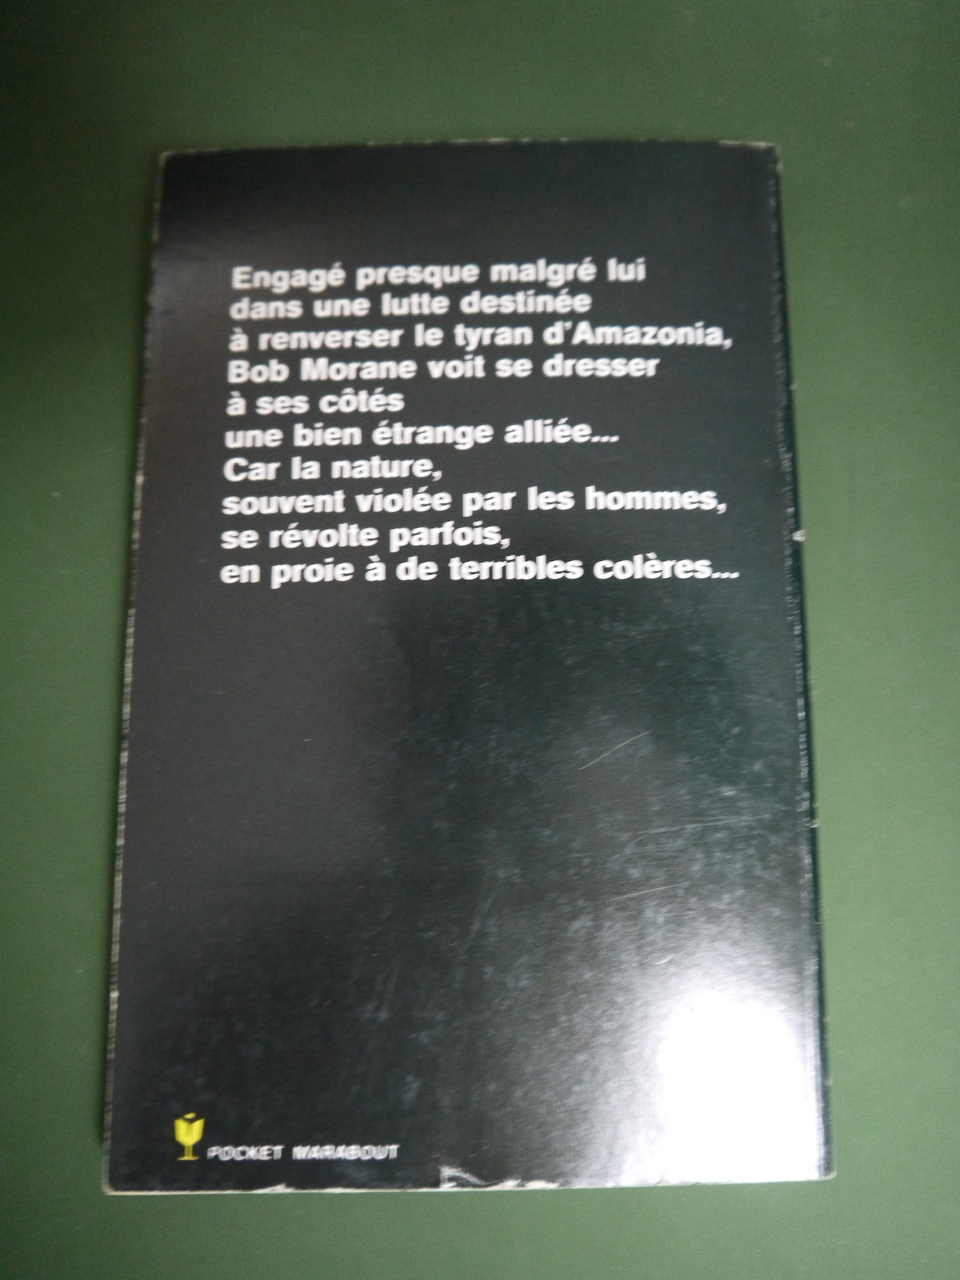 Engagé presque malgré lui
dans une lutte destinée
à renverser le tyran d'Amazonia,
Bob Morane voit se dresser
à ses côtés
une bien étrange alliée...
Car la nature,
souvent violée par les hommes,
se révolte parfois,
en proie à de terribles colères...
POCKET MARABOUT